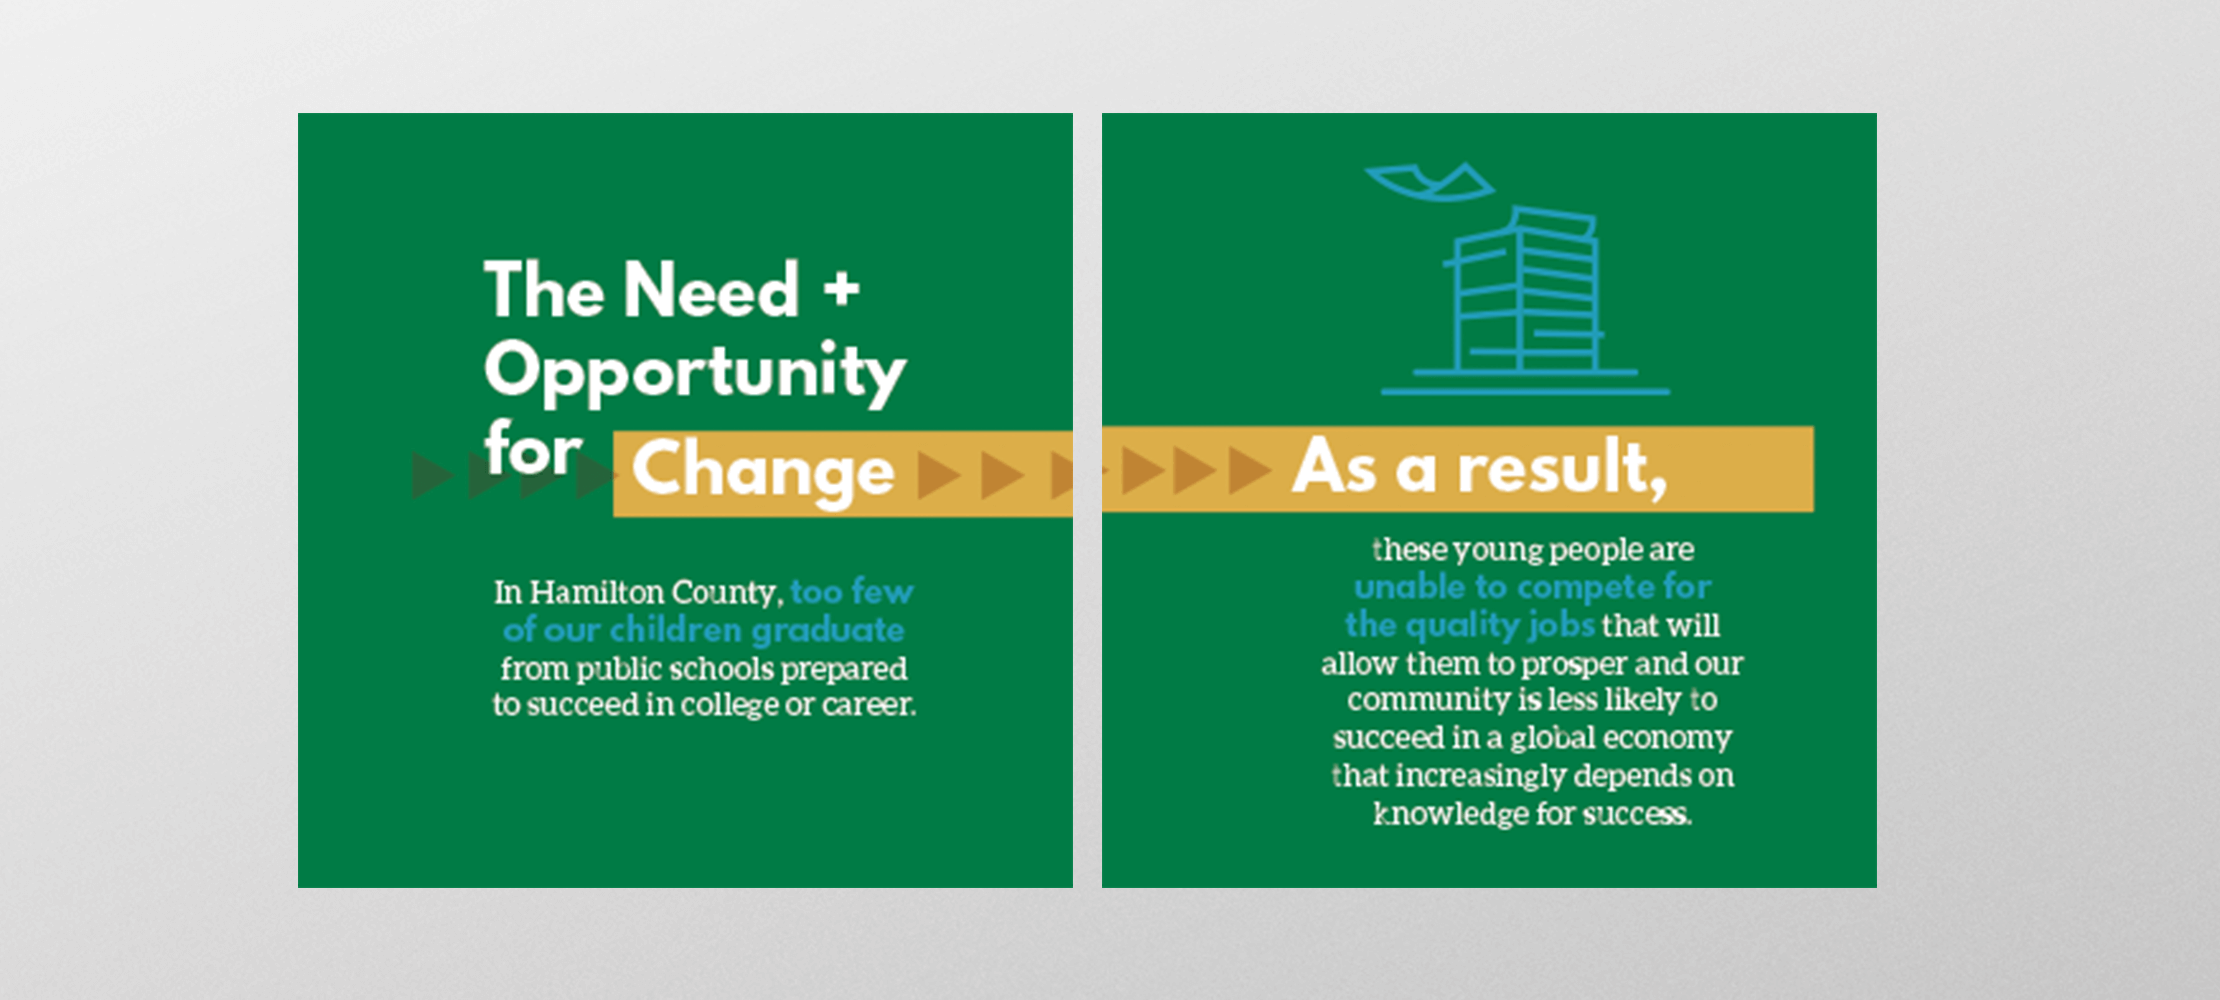 The Need +
Opportunity
for Change
In Hamilton County, too few
of our children graduate
from public schools prepared
to succeed in college or career.
As a result,
these young people are
unable to compete for
the quality jobs that will
allow them to prosper and our
community is less likely to
succeed in a global economy
that increasingly depends on
knowledge for success.